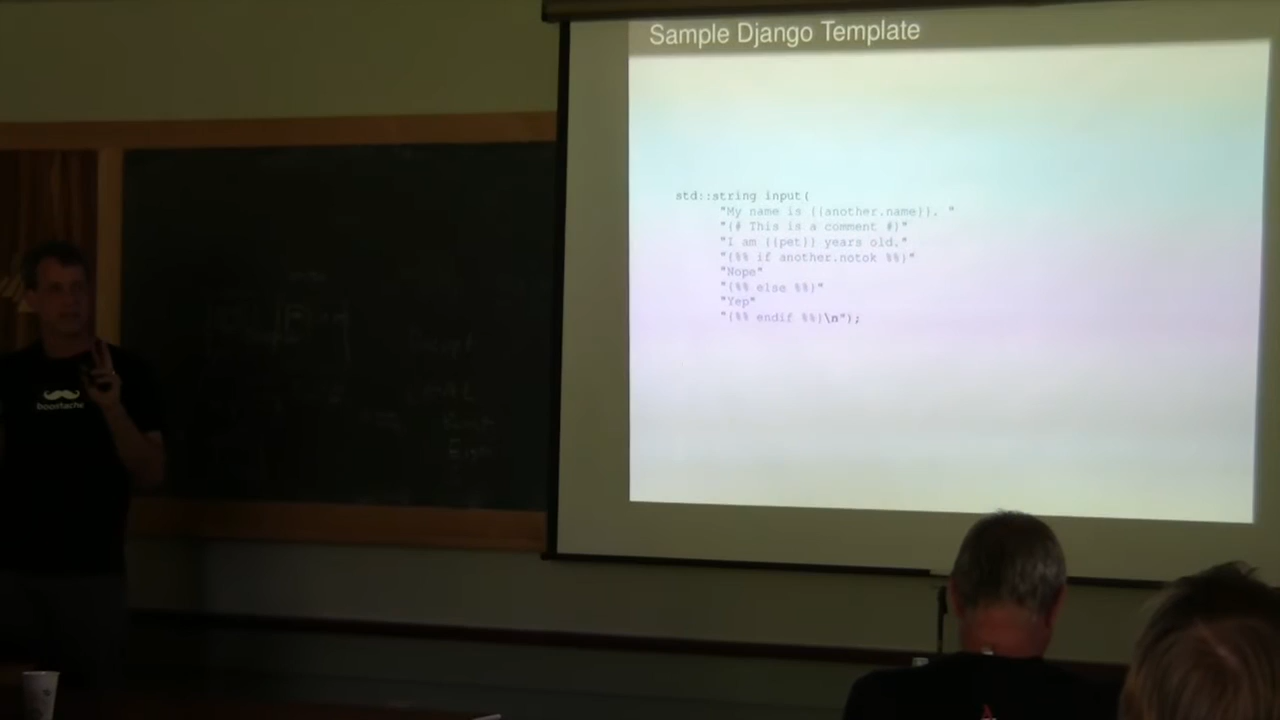 Sample Django Template
std::string input(
"My name is {{another.name}}. "
"{# This is a comment #}"
"I am {{pet}} years old."
"{%% if another.notok %%}"
"Nope"
"{%% else %%}"
"Yep"
"{%% endif %%}\n");
boostache